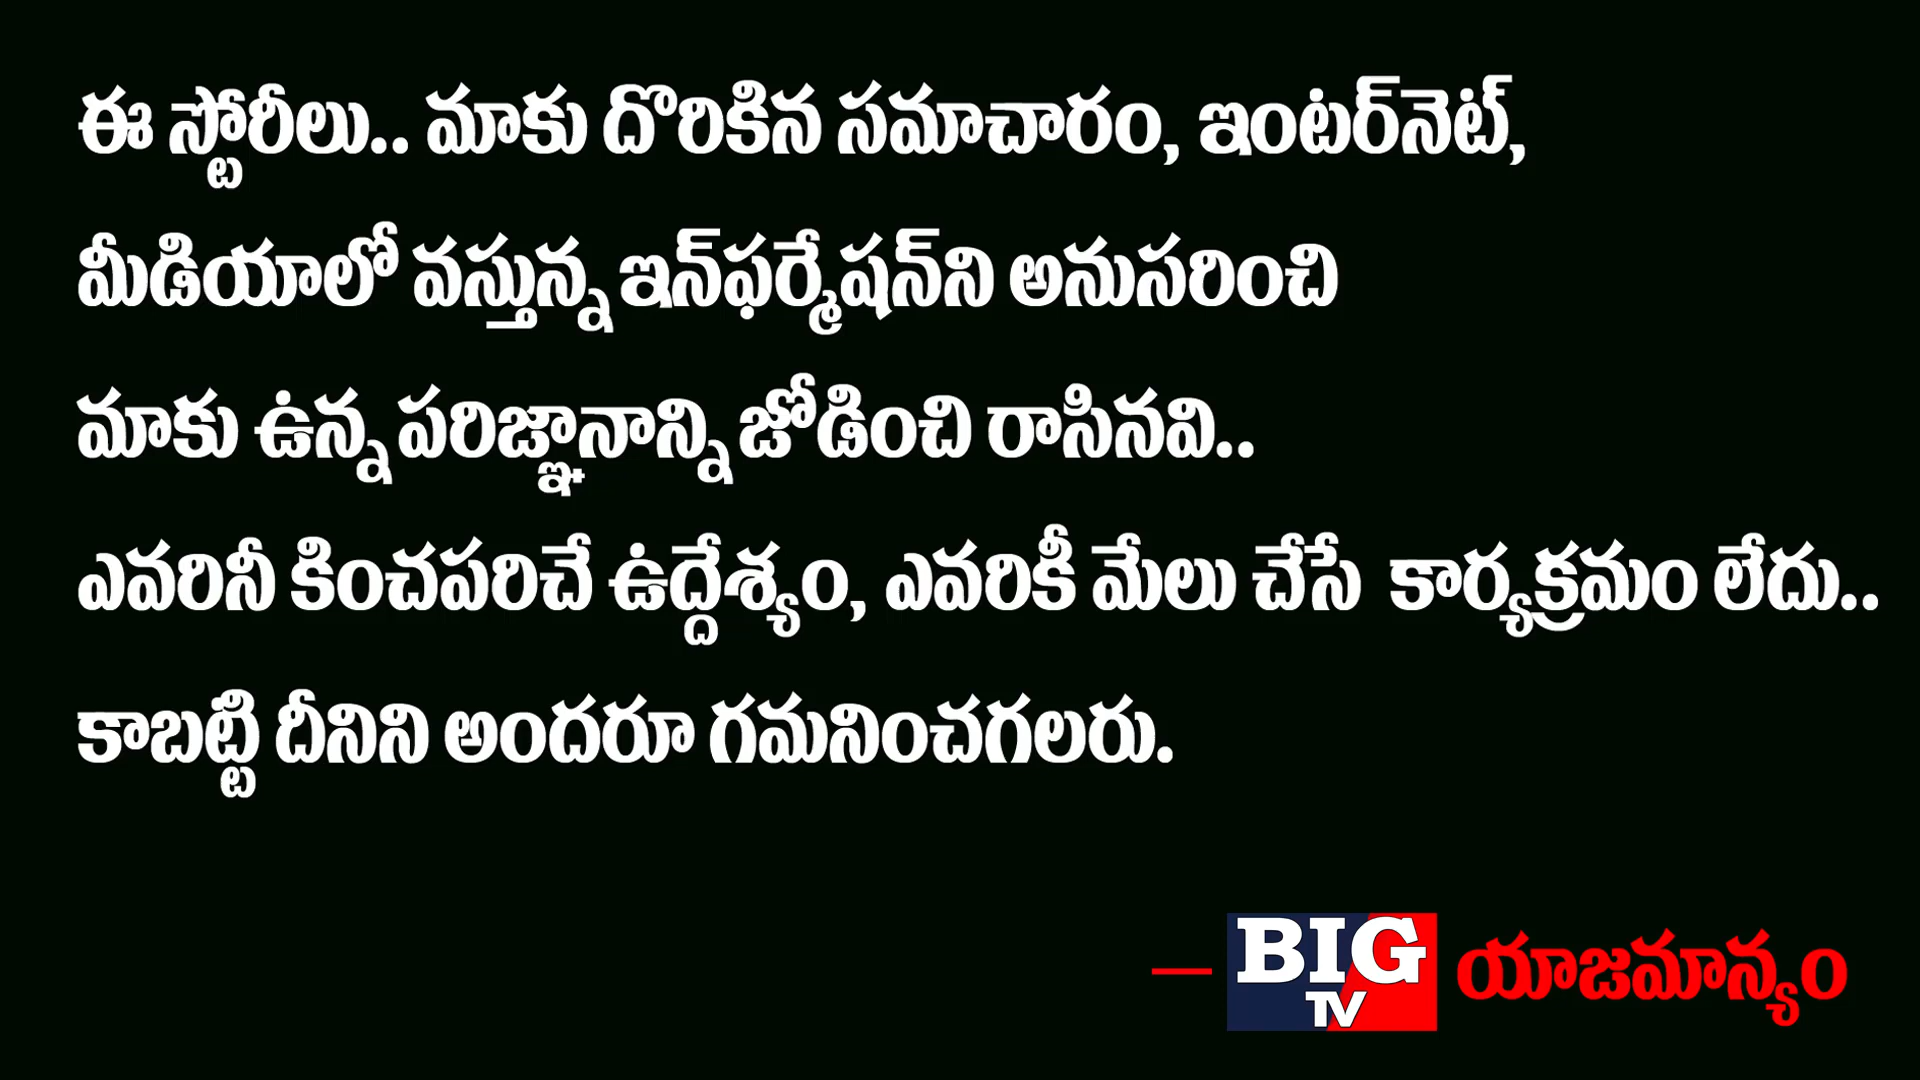 ఈ స్టోరీలు.. మాకు దొరికిన సమాచారం, ఇంటర్‌నెట్,
మీడియాలో వస్తున్న ఇన్‌ఫర్మేషన్‌ని అనుసరించి
మాకు ఉన్న పరిజ్ఞానాన్ని జోడించి రాసినవి..
ఎవరినీ కించపరిచే ఉద్దేశ్యం, ఎవరికీ మేలు చేసే కార్యక్రమం లేదు..
కాబట్టి దీనిని అందరూ గమనించగలరు.
— BIG TV యాజమాన్యం